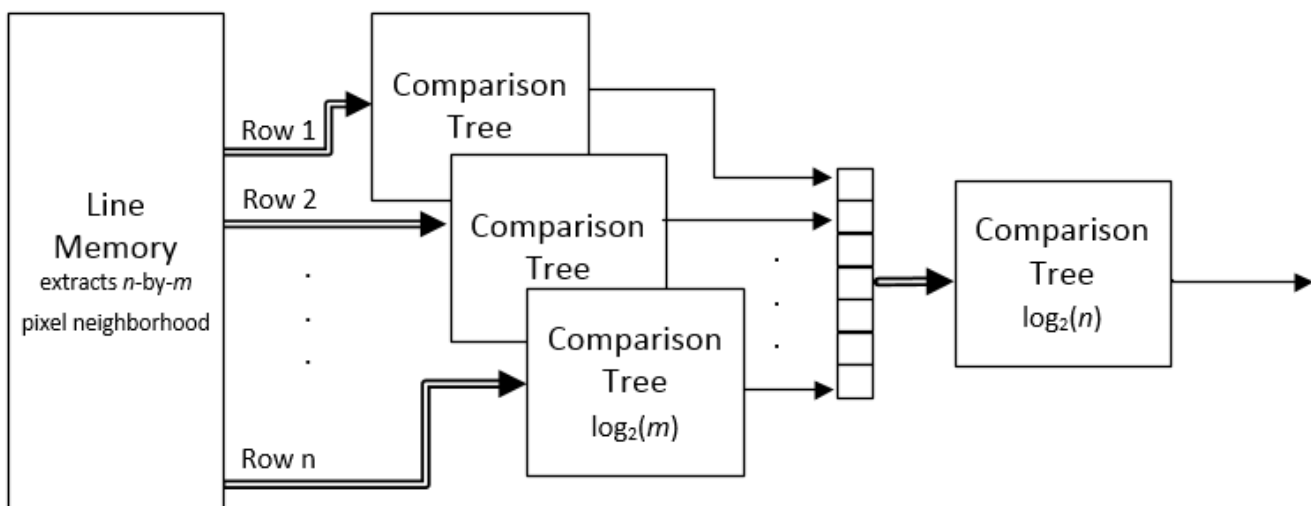 Line
Memory
extracts n-by-m
pixel neighborhood
Row 1
Row 2
.
.
.
Row n
Comparison
Tree
Comparison
Tree
Comparison
Tree
log₂(m)
.
.
.
Comparison
Tree
log₂(n)